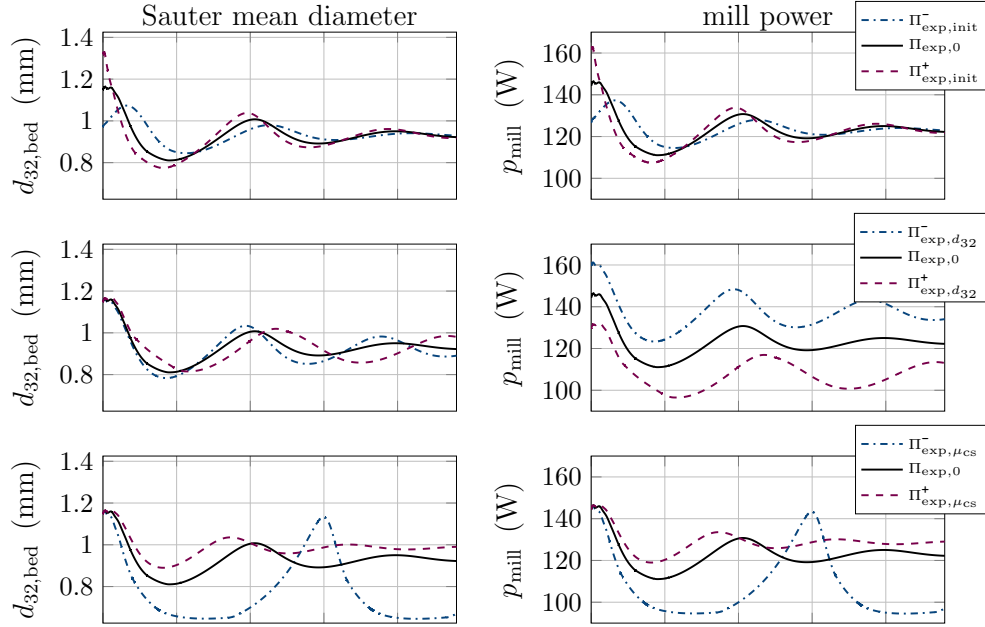 Sauter mean diameter
mill power
d32,bed (mm)
1.4
1.2
1
0.8
pmill (W)
160
140
120
100
Π−exp,init
Πexp,0
Π+exp,init
d32,bed (mm)
1.4
1.2
1
0.8
pmill (W)
160
140
120
100
Π−exp,d32
Πexp,0
Π+exp,d32
d32,bed (mm)
1.4
1.2
1
0.8
pmill (W)
160
140
120
100
Π−exp,μcs
Πexp,0
Π+exp,μcs